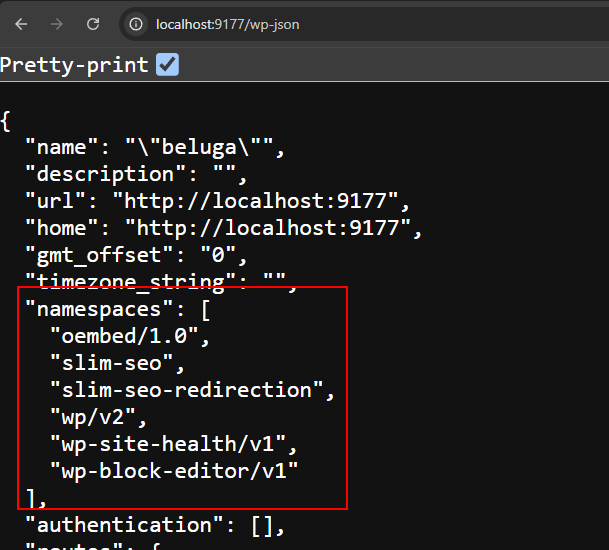 localhost:9177/wp-json
Pretty-print
{
"name": "\"beluga\"",
"description": "",
"url": "http://localhost:9177",
"home": "http://localhost:9177",
"gmt_offset": "0",
"timezone_string": "",
"namespaces": [
"oembed/1.0",
"slim-seo",
"slim-seo-redirection",
"wp/v2",
"wp-site-health/v1",
"wp-block-editor/v1"
],
"authentication": [],
"routes": {